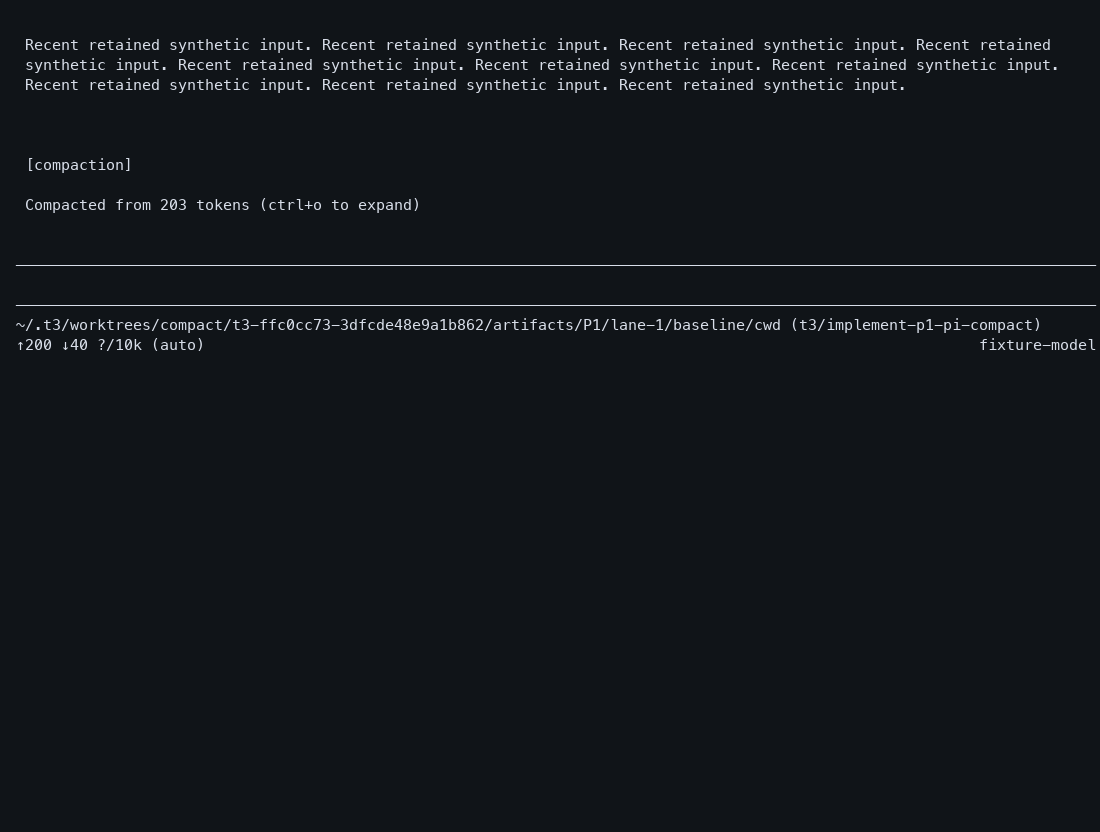 Recent retained synthetic input. Recent retained synthetic input. Recent retained synthetic input. Recent retained
synthetic input. Recent retained synthetic input. Recent retained synthetic input. Recent retained synthetic input.
Recent retained synthetic input. Recent retained synthetic input. Recent retained synthetic input.
[compaction]
Compacted from 203 tokens (ctrl+o to expand)
~/.t3/worktrees/compact/t3-ffc0cc73-3dfcde48e9a1b862/artifacts/P1/lane-1/baseline/cwd (t3/implement-p1-pi-compact)
↑200 ↓40 ?/10k (auto) fixture-model